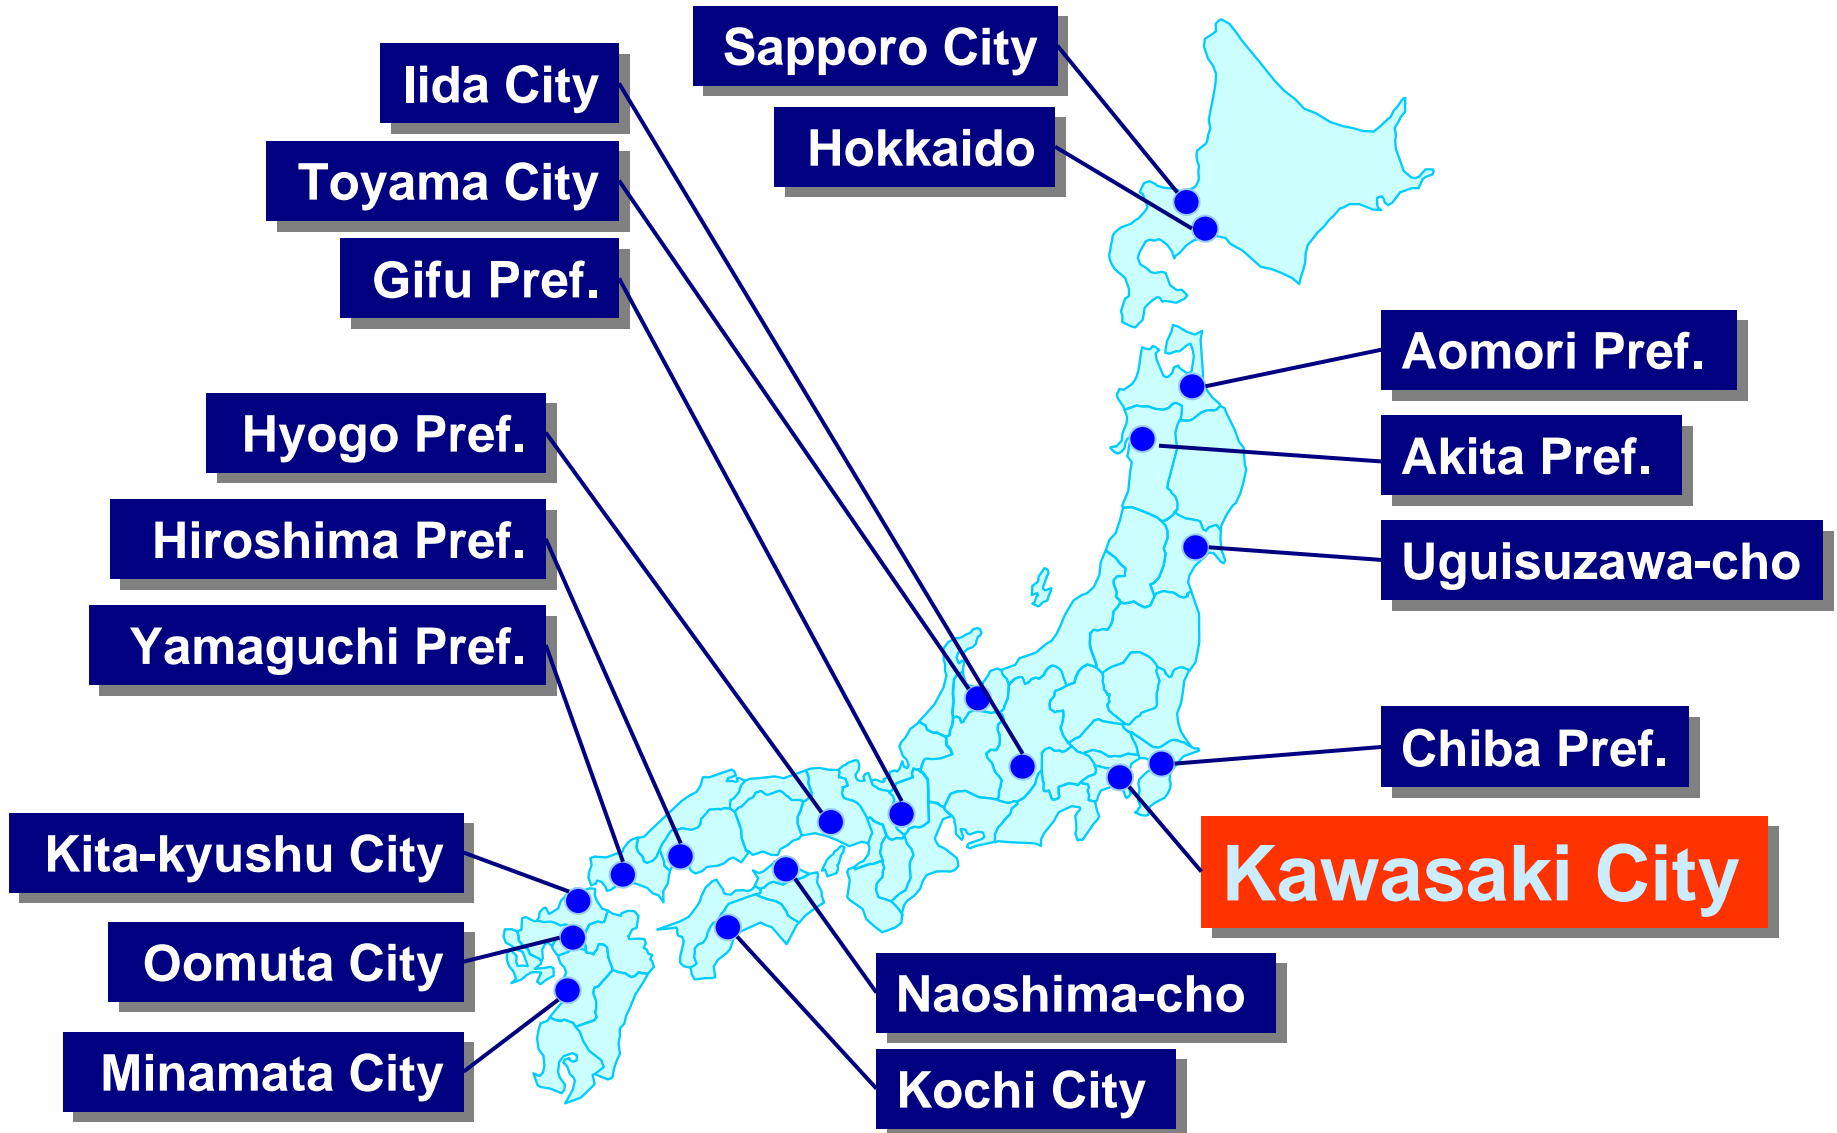 Sapporo City
Iida City
Hokkaido
Toyama City
Gifu Pref.
Aomori Pref.
Hyogo Pref.
Akita Pref.
Hiroshima Pref.
Uguisuzawa-cho
Yamaguchi Pref.
Chiba Pref.
Kita-kyushu City
Kawasaki City
Oomuta City
Naoshima-cho
Minamata City
Kochi City